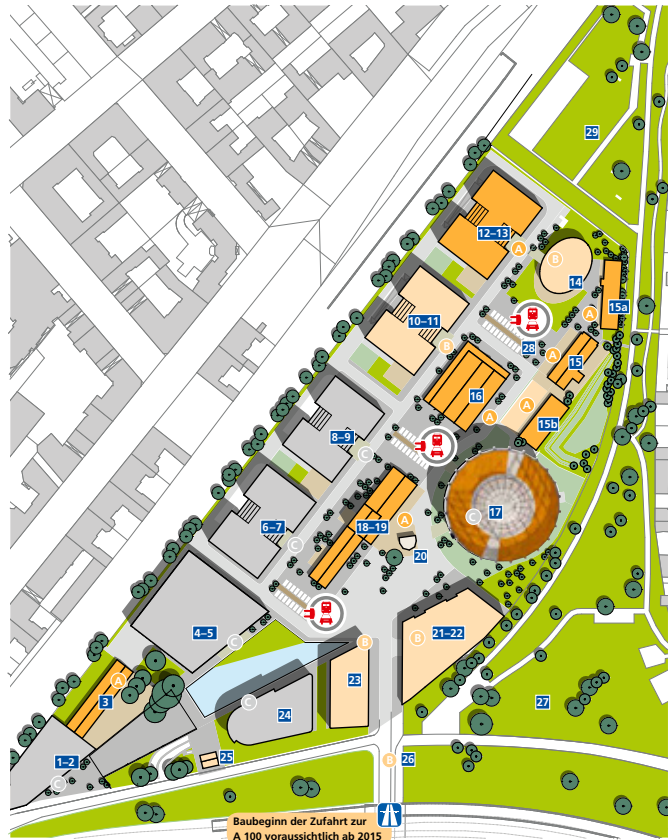 29
12–13
A
B
14
15a
10–11
A
28
B
A
15
16
A
15b
A
8–9
C
17
C
6–7
18–19
A
C
20
4–5
C
B
B
21–22
A
3
23
C
24
27
25
1–2
C
B
26
Baubeginn der Zufahrt zur
A 100 voraussichtlich ab 2015